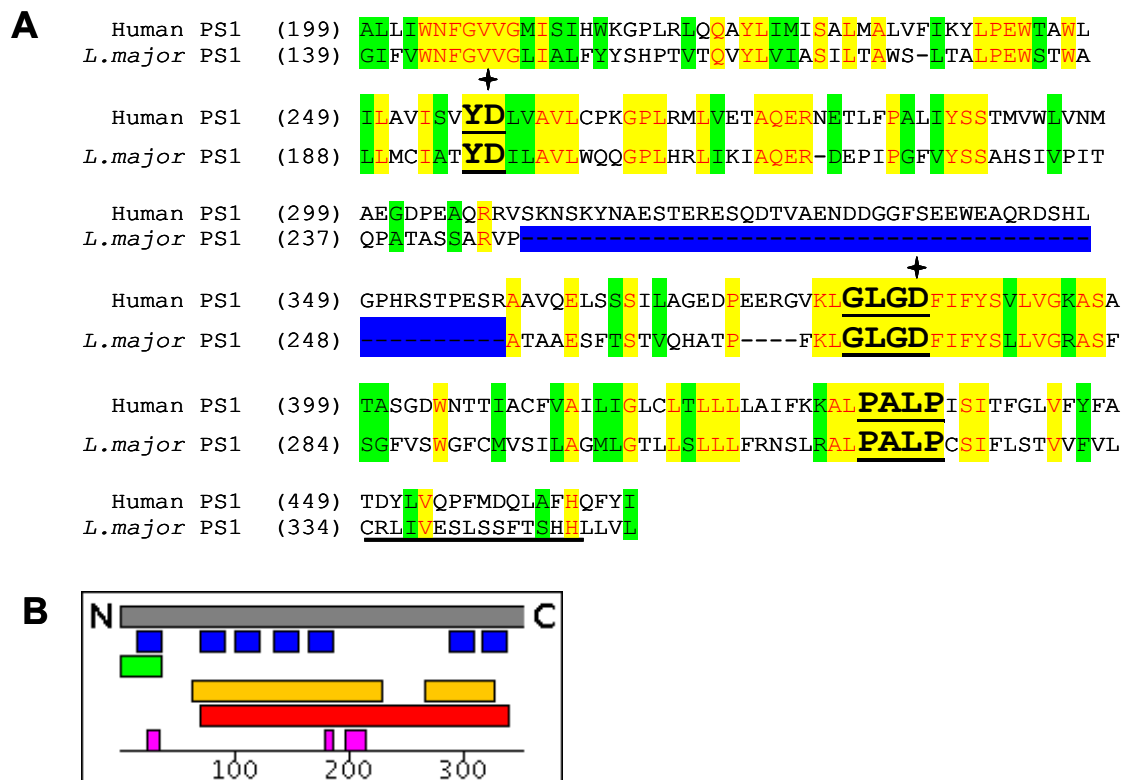 A
Human PS1 (199) ALLIWNFGVVGMISIHWKGPLRLQQAYLIMISALMALVFIKYLPEWTAWL
L.major PS1 (139) GIFVWNFGVVGLIALFYYSHPTVTQVYLVIASILTAWS-LTALPEWSTWA
Human PS1 (249) ILAVISVYDLVAVLCPKGPLRMLVETAQERNETLFPALIYSSTMVWLVNM
L.major PS1 (188) LLMCIATYDILAVLWQQGPLHRLIKIAQER-DEPIPGFVYSSAHSIVPIT
Human PS1 (299) AEGDPEAQRRVSKNSKYNAESTERESQDTVAENDDGGFSEEWEAQRDSHL
L.major PS1 (237) QPATASSARVP---------------------------------------
Human PS1 (349) GPHRSTPESRAAVQELSSSILAGEDPEERGVKLGLGDFIFYSVLVGKASA
L.major PS1 (248) ----------ATAAESFTSTVQHATP----FKLGLGDFIFYSLLVGRASF
Human PS1 (399) TASGDWNTTIACFVAILIGLCLTLLLLAIFKKALPALPISITFGLVFYFA
L.major PS1 (284) SGFVSWGFCMVSILAGMLGTLLSLLLFRNSLRALPALPCSIFLSTVVFVL
Human PS1 (449) TDYLVQPFMDQLAFHQFYI
L.major PS1 (334) CRLIVESLSSFTSHHLLVL
B
N C
100 200 300